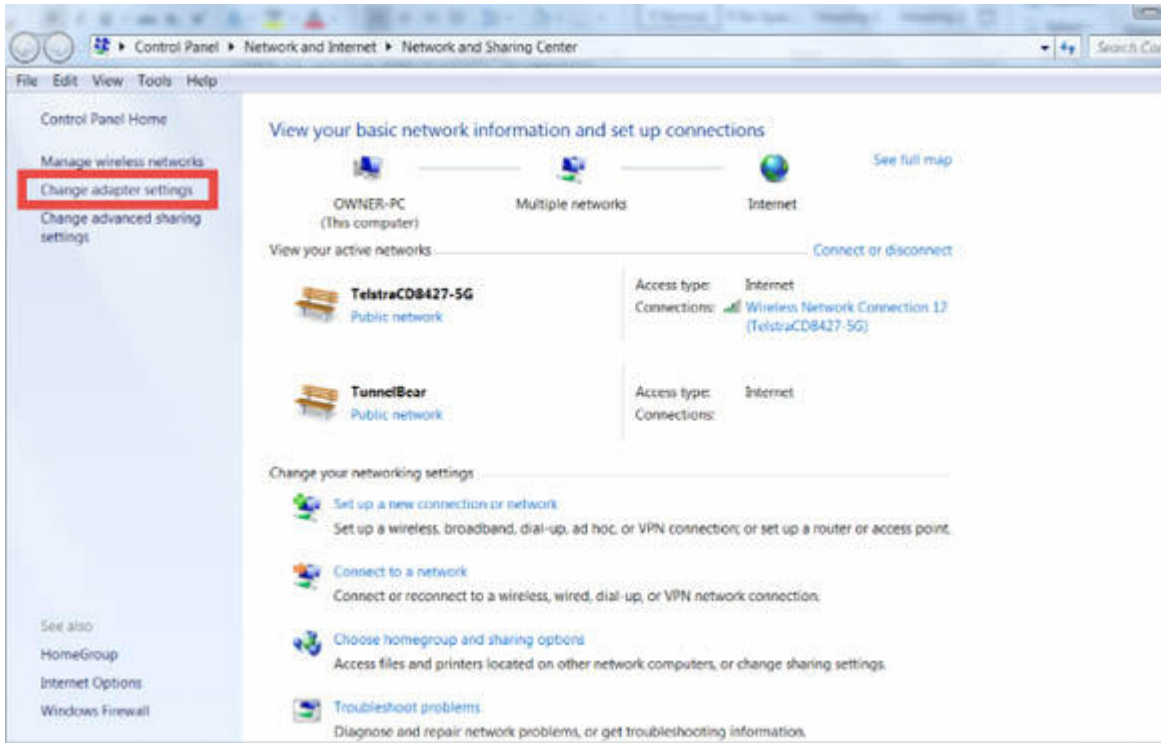 Control Panel ▸ Network and Internet ▸ Network and Sharing Center
File Edit View Tools Help
Control Panel Home
Manage wireless networks
Change adapter settings
Change advanced sharing
settings
See also
HomeGroup
Internet Options
Windows Firewall
View your basic network information and set up connections
See full map
OWNER-PC
(This computer)
Multiple networks
Internet
View your active networks
Connect or disconnect
TelstraCD8427-5G
Public network
Access type: Internet
Connections: Wireless Network Connection 12
(TelstraCD8427-5G)
TunnelBear
Public network
Access type: Internet
Connections:
Change your networking settings
Set up a new connection or network
Set up a wireless, broadband, dial-up, ad hoc, or VPN connection; or set up a router or access point.
Connect to a network
Connect or reconnect to a wireless, wired, dial-up, or VPN network connection.
Choose homegroup and sharing options
Access files and printers located on other network computers, or change sharing settings.
Troubleshoot problems
Diagnose and repair network problems, or get troubleshooting information.